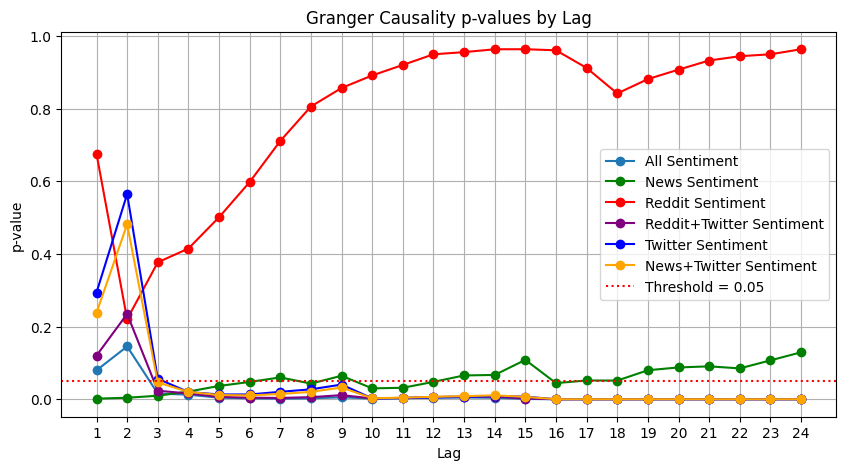 Granger Causality p-values by Lag
1.0
0.8
0.6
0.4
0.2
0.0
p-value
All Sentiment
News Sentiment
Reddit Sentiment
Reddit+Twitter Sentiment
Twitter Sentiment
News+Twitter Sentiment
Threshold = 0.05
1 2 3 4 5 6 7 8 9 10 11 12 13 14 15 16 17 18 19 20 21 22 23 24
Lag